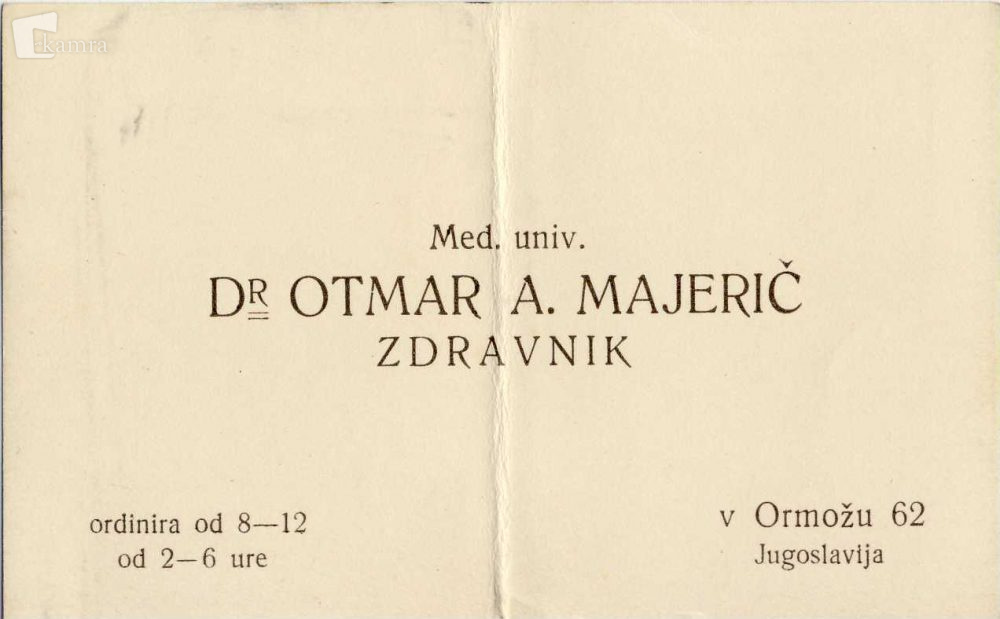 kamra
Med. univ.
DR OTMAR A. MAJERIČ
ZDRAVNIK
ordinira od 8—12
od 2—6 ure
v Ormožu 62
Jugoslavija